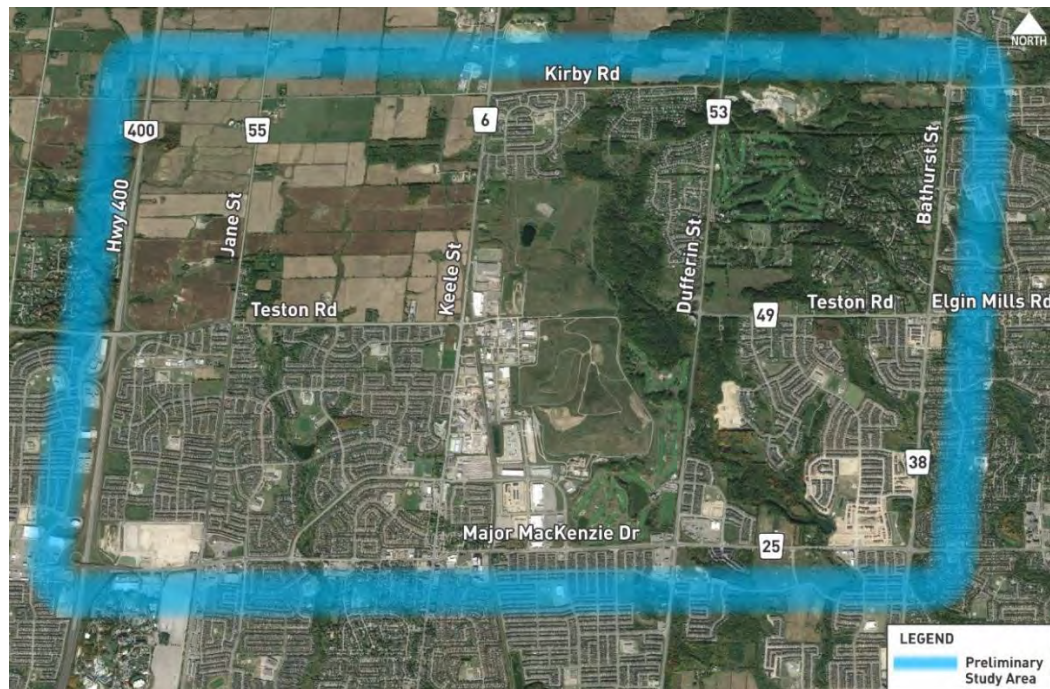 NORTH
Kirby Rd
400
55
6
53
Hwy 400
Jane St
Keele St
Dufferin St
Bathurst St
Teston Rd
49
Teston Rd
Elgin Mills Rd
38
Major MacKenzie Dr
25
LEGEND
Preliminary
Study Area